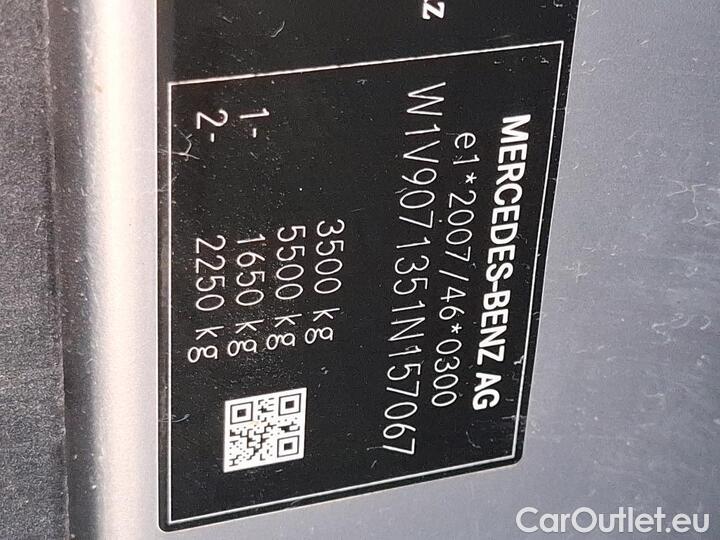 z
MERCEDES-BENZ AG
e1*2007/46*0300
W1V9071351N157067
3500 kg
5500 kg
1- 1650 kg
2- 2250 kg
CarOutlet.eu